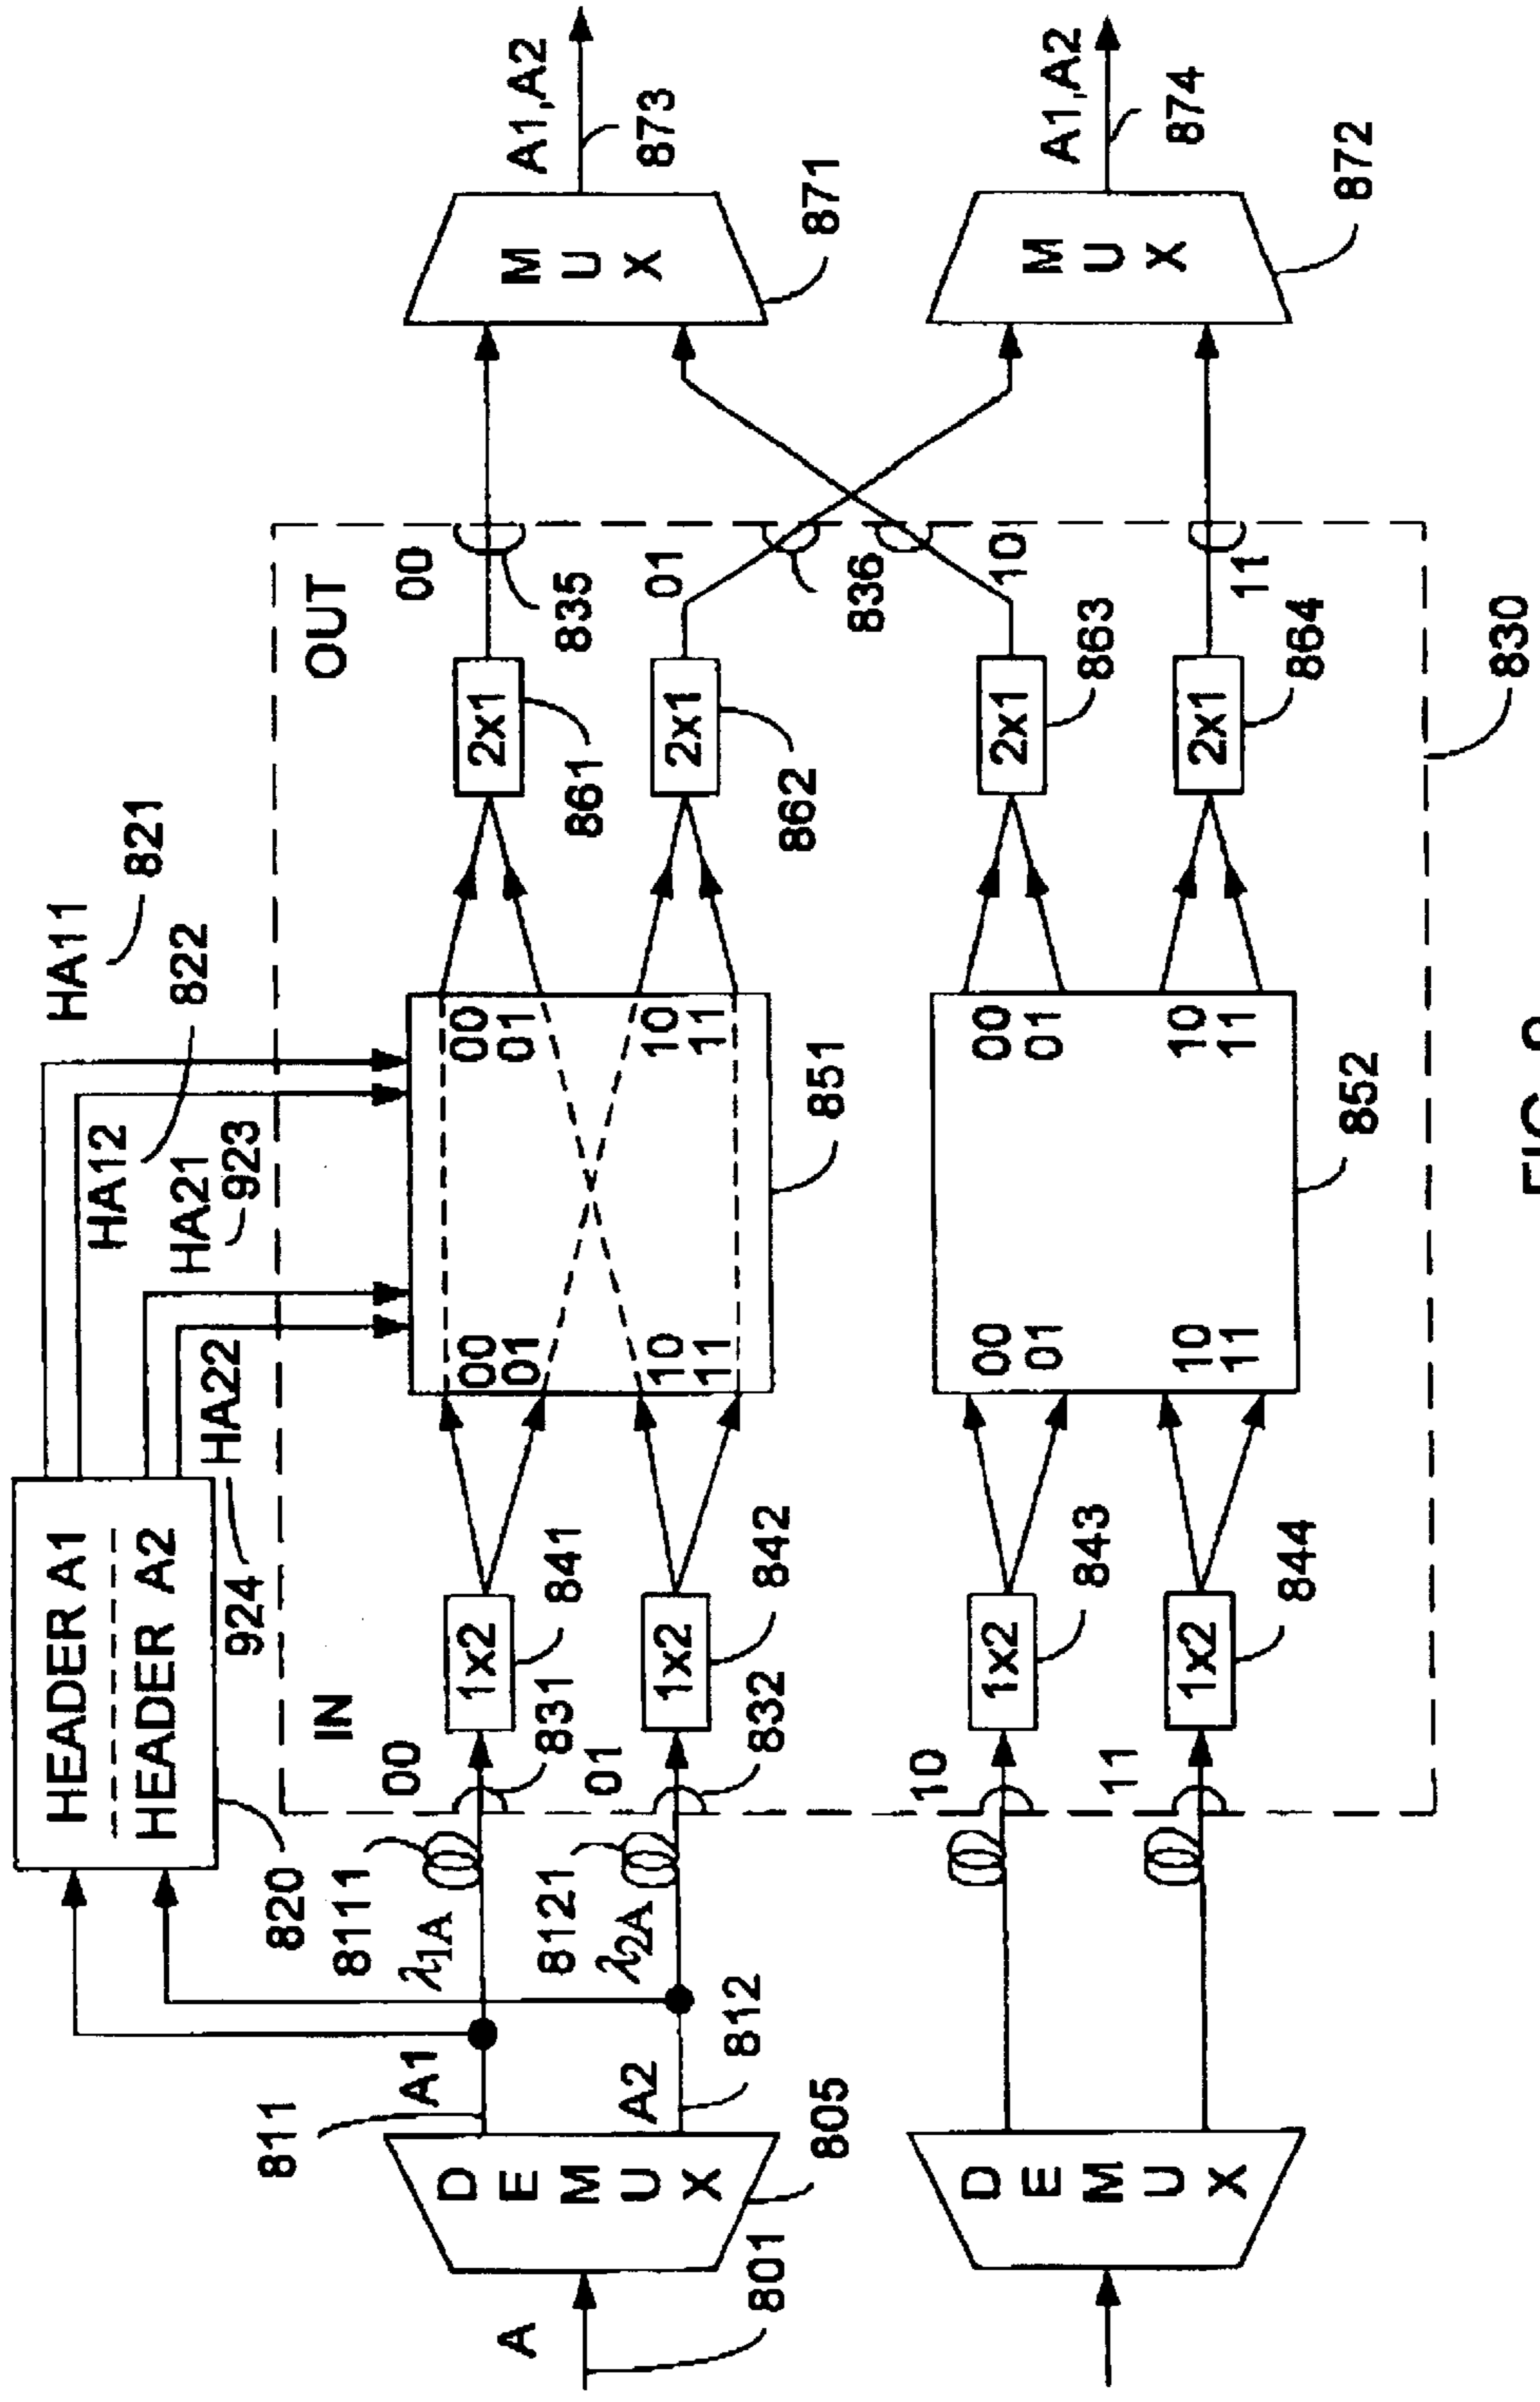 HA11
821
HA12
822
HA21
923
HEADER A1
HEADER A2
HA22
924
820
IN
OUT
811
A1
8111
λ1A
00
831
1x2
841
00
01
10
11
00
01
10
11
851
2x1
861
00
835
MUX
871
A1,A2
873
A
801
DEMUX
805
A2
812
8121
λ2A
01
832
1x2
842
2x1
862
01
836
10
1x2
843
00
01
10
11
00
01
10
11
852
2x1
863
10
MUX
872
A1,A2
874
DEMUX
11
1x2
844
2x1
864
11
830
FIG